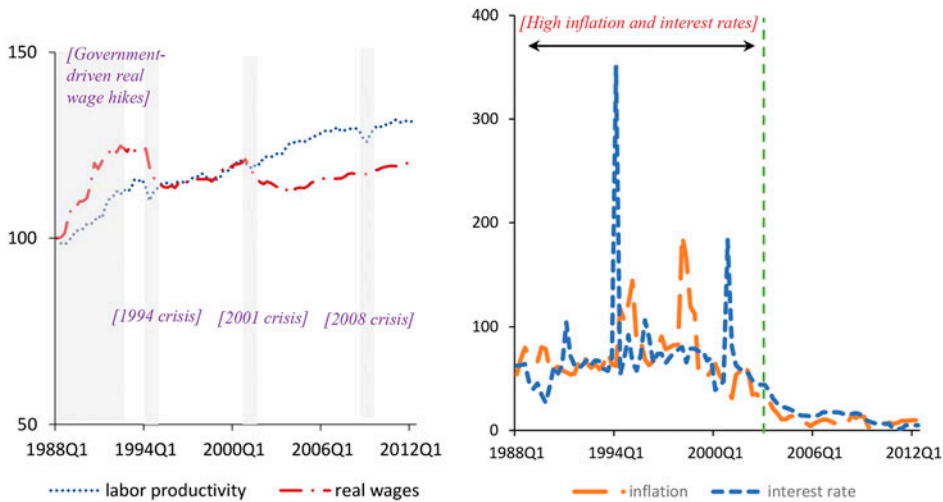 150
[Government-
driven real
wage hikes]
100
[1994 crisis] [2001 crisis] [2008 crisis]
50
1988Q1 1994Q1 2000Q1 2006Q1 2012Q1
labor productivity real wages
400
[High inflation and interest rates]
300
200
100
0
1988Q1 1994Q1 2000Q1 2006Q1 2012Q1
inflation interest rate